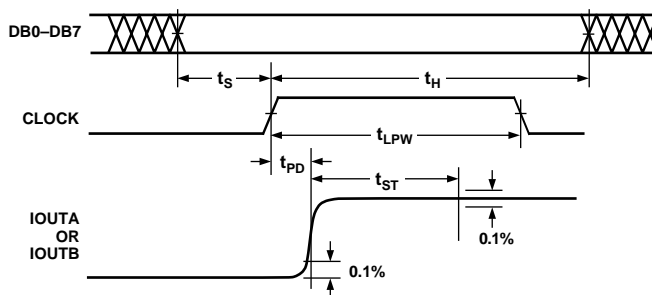 DB0–DB7
tS
tH
CLOCK
tLPW
tPD
tST
IOUTA
OR
IOUTB
0.1%
0.1%